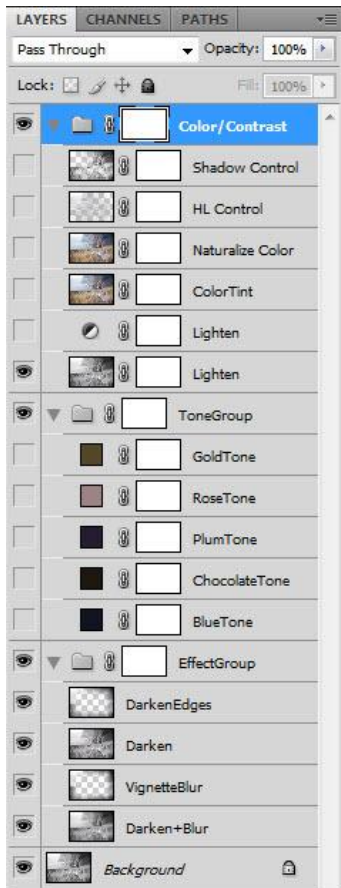 LAYERS CHANNELS PATHS
Pass Through Opacity: 100%
Lock: Fill: 100%
Color/Contrast
Shadow Control
HL Control
Naturalize Color
ColorTint
Lighten
Lighten
ToneGroup
GoldTone
RoseTone
PlumTone
ChocolateTone
BlueTone
EffectGroup
DarkenEdges
Darken
VignetteBlur
Darken+Blur
Background